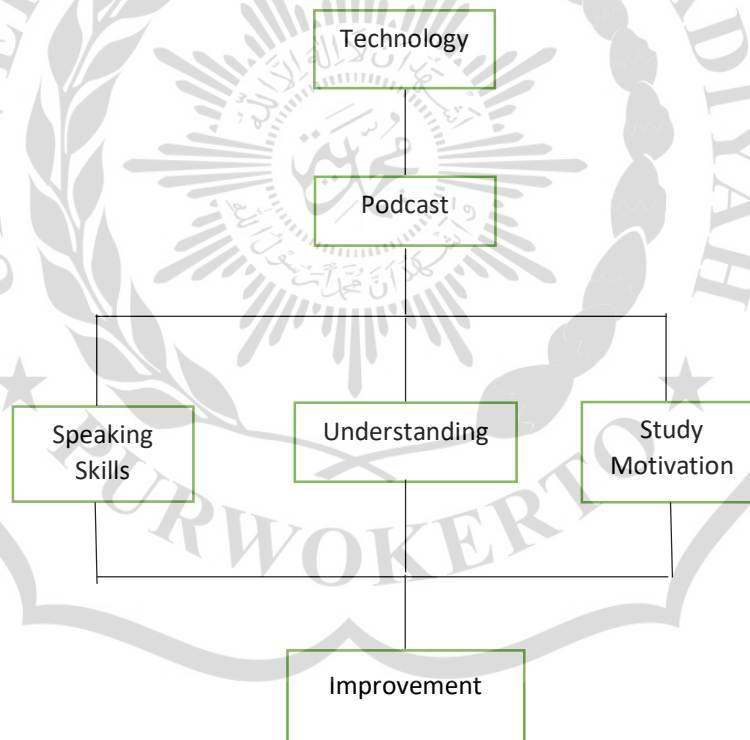 Technology
Podcast
Speaking
Skills
Understanding
Study
Motivation
PURWOKERTO
Improvement